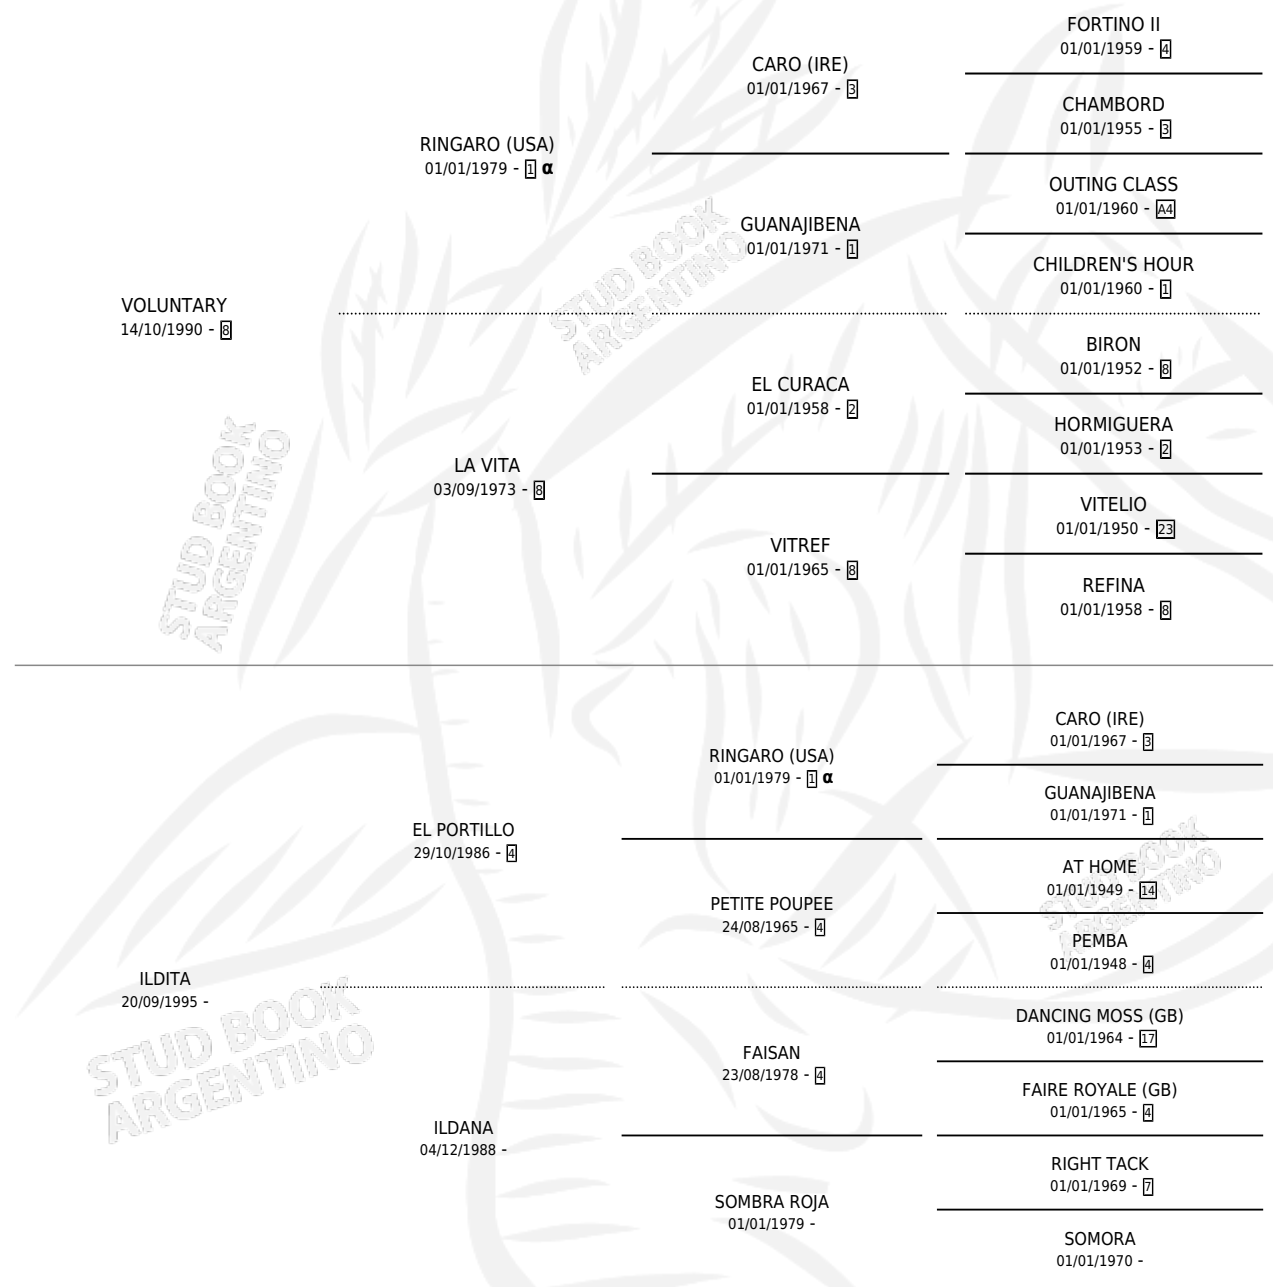 FORTINO II
01/01/1959 - 4
CARO (IRE)
01/01/1967 - 3
CHAMBORD
01/01/1955 - 3
RINGARO (USA)
01/01/1979 - 1 α
OUTING CLASS
01/01/1960 - A4
GUANAJIBENA
01/01/1971 - 1
CHILDREN'S HOUR
01/01/1960 - 1
VOLUNTARY
14/10/1990 - 8
BIRON
01/01/1952 - 8
EL CURACA
01/01/1958 - 2
HORMIGUERA
01/01/1953 - 2
LA VITA
03/09/1973 - 8
VITELIO
01/01/1950 - 23
VITREF
01/01/1965 - 8
REFINA
01/01/1958 - 8
STUD BOOK
ARGENTINO
STUD BOOK
ARGENTINO
CARO (IRE)
01/01/1967 - 3
RINGARO (USA)
01/01/1979 - 1 α
GUANAJIBENA
01/01/1971 - 1
EL PORTILLO
29/10/1986 - 4
AT HOME
01/01/1949 - 14
PETITE POUPEE
24/08/1965 - 4
PEMBA
01/01/1948 - 4
ILDITA
20/09/1995 -
DANCING MOSS (GB)
01/01/1964 - 17
FAISAN
23/08/1978 - 4
FAIRE ROYALE (GB)
01/01/1965 - 4
ILDANA
04/12/1988 -
RIGHT TACK
01/01/1969 - 7
SOMBRA ROJA
01/01/1979 -
SOMORA
01/01/1970 -
STUD BOOK
ARGENTINO
STUD BOOK
ARGENTINO